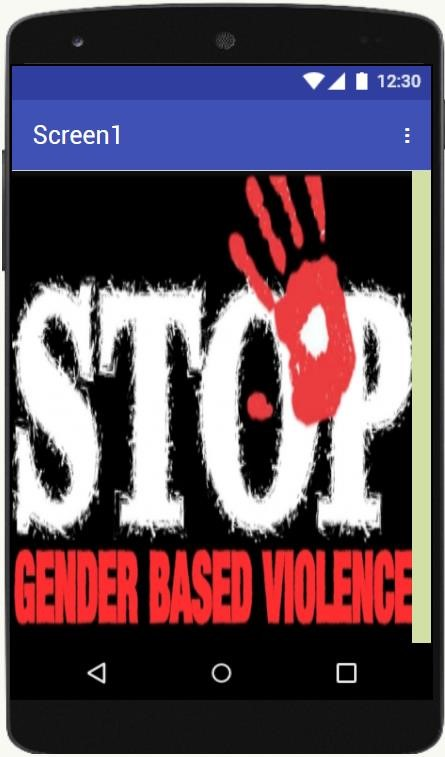 12:30
Screen1
STOP
GENDER BASED VIOLENCE